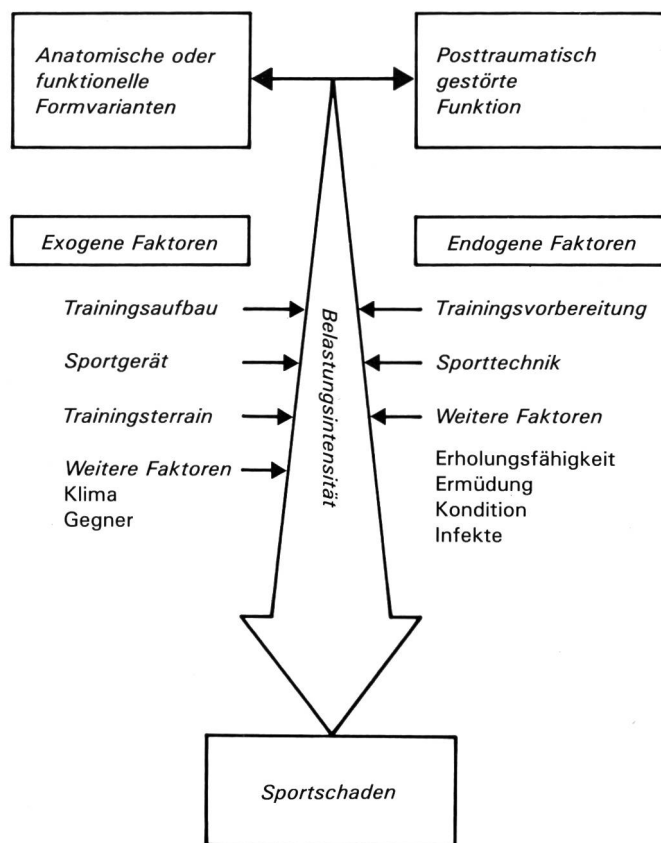 Anatomische oder
funktionelle
Formvarianten
Posttraumatisch
gestörte
Funktion
Exogene Faktoren
Endogene Faktoren
Trainingsaufbau
Sportgerät
Trainingsterrain
Weitere Faktoren
Klima
Gegner
Belastungsintensität
Trainingsvorbereitung
Sporttechnik
Weitere Faktoren
Erholungsfähigkeit
Ermüdung
Kondition
Infekte
Sportschaden